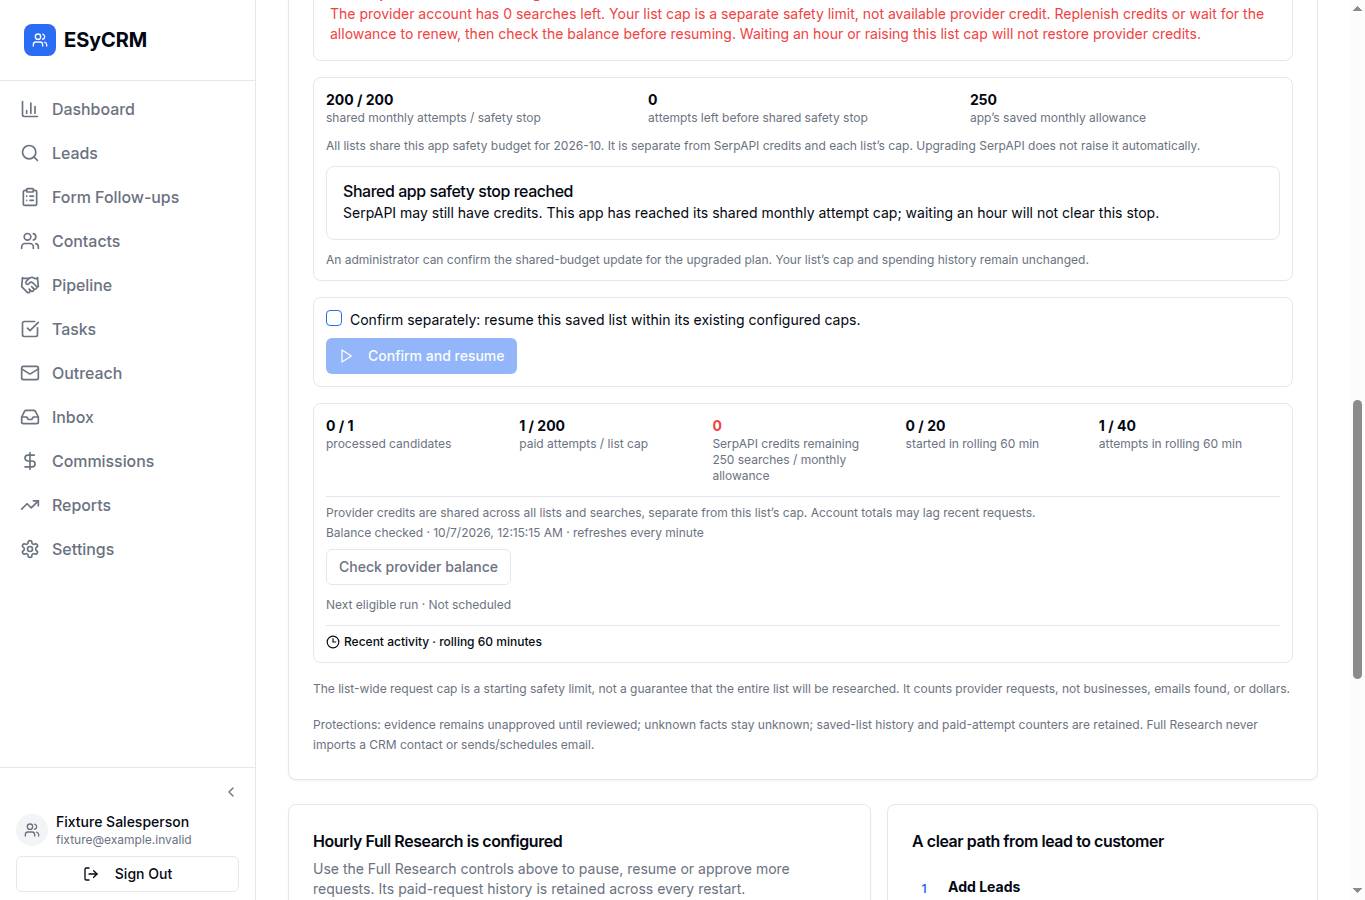 ESyCRM
Dashboard
Leads
Form Follow-ups
Contacts
Pipeline
Tasks
Outreach
Inbox
Commissions
Reports
Settings
Fixture Salesperson
fixture@example.invalid
Sign Out
The provider account has 0 searches left. Your list cap is a separate safety limit, not available provider credit. Replenish credits or wait for the
allowance to renew, then check the balance before resuming. Waiting an hour or raising this list cap will not restore provider credits.
200 / 200
shared monthly attempts / safety stop
0
attempts left before shared safety stop
250
app’s saved monthly allowance
All lists share this app safety budget for 2026-10. It is separate from SerpAPI credits and each list’s cap. Upgrading SerpAPI does not raise it automatically.
Shared app safety stop reached
SerpAPI may still have credits. This app has reached its shared monthly attempt cap; waiting an hour will not clear this stop.
An administrator can confirm the shared-budget update for the upgraded plan. Your list’s cap and spending history remain unchanged.
Confirm separately: resume this saved list within its existing configured caps.
Confirm and resume
0 / 1
processed candidates
1 / 200
paid attempts / list cap
0
SerpAPI credits remaining
250 searches / monthly
allowance
0 / 20
started in rolling 60 min
1 / 40
attempts in rolling 60 min
Provider credits are shared across all lists and searches, separate from this list’s cap. Account totals may lag recent requests.
Balance checked · 10/7/2026, 12:15:15 AM · refreshes every minute
Check provider balance
Next eligible run · Not scheduled
Recent activity · rolling 60 minutes
The list-wide request cap is a starting safety limit, not a guarantee that the entire list will be researched. It counts provider requests, not businesses, emails found, or dollars.
Protections: evidence remains unapproved until reviewed; unknown facts stay unknown; saved-list history and paid-attempt counters are retained. Full Research never
imports a CRM contact or sends/schedules email.
Hourly Full Research is configured
Use the Full Research controls above to pause, resume or approve more
requests. Its paid-request history is retained across every restart.
A clear path from lead to customer
1 Add Leads